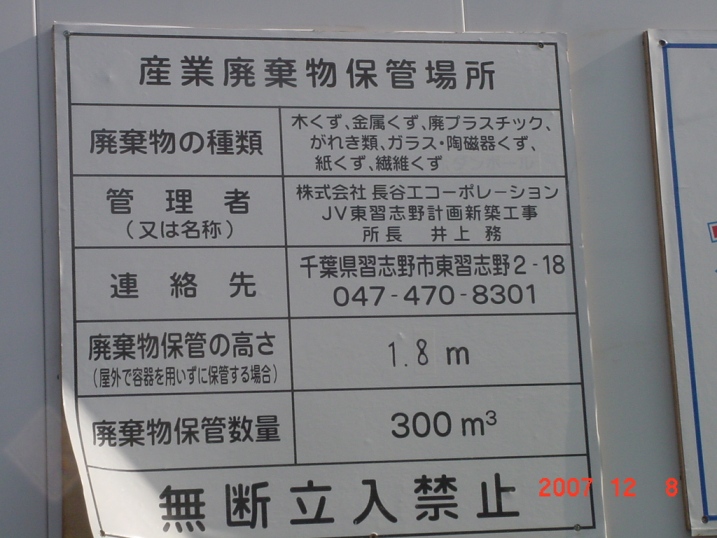 産業廃棄物保管場所
廃棄物の種類
木くず、金属くず、廃プラスチック、
がれき類、ガラス・陶磁器くず、
紙くず、繊維くず
管理者
(又は名称)
株式会社 長谷工コーポレーション
JV東習志野計画新築工事
所長 井上 務
連絡先
千葉県習志野市東習志野2-18
047-470-8301
廃棄物保管の高さ
(屋外で容器を用いずに保管する場合)
1.8 m
廃棄物保管数量
300 m³
無断立入禁止
2007 12 8